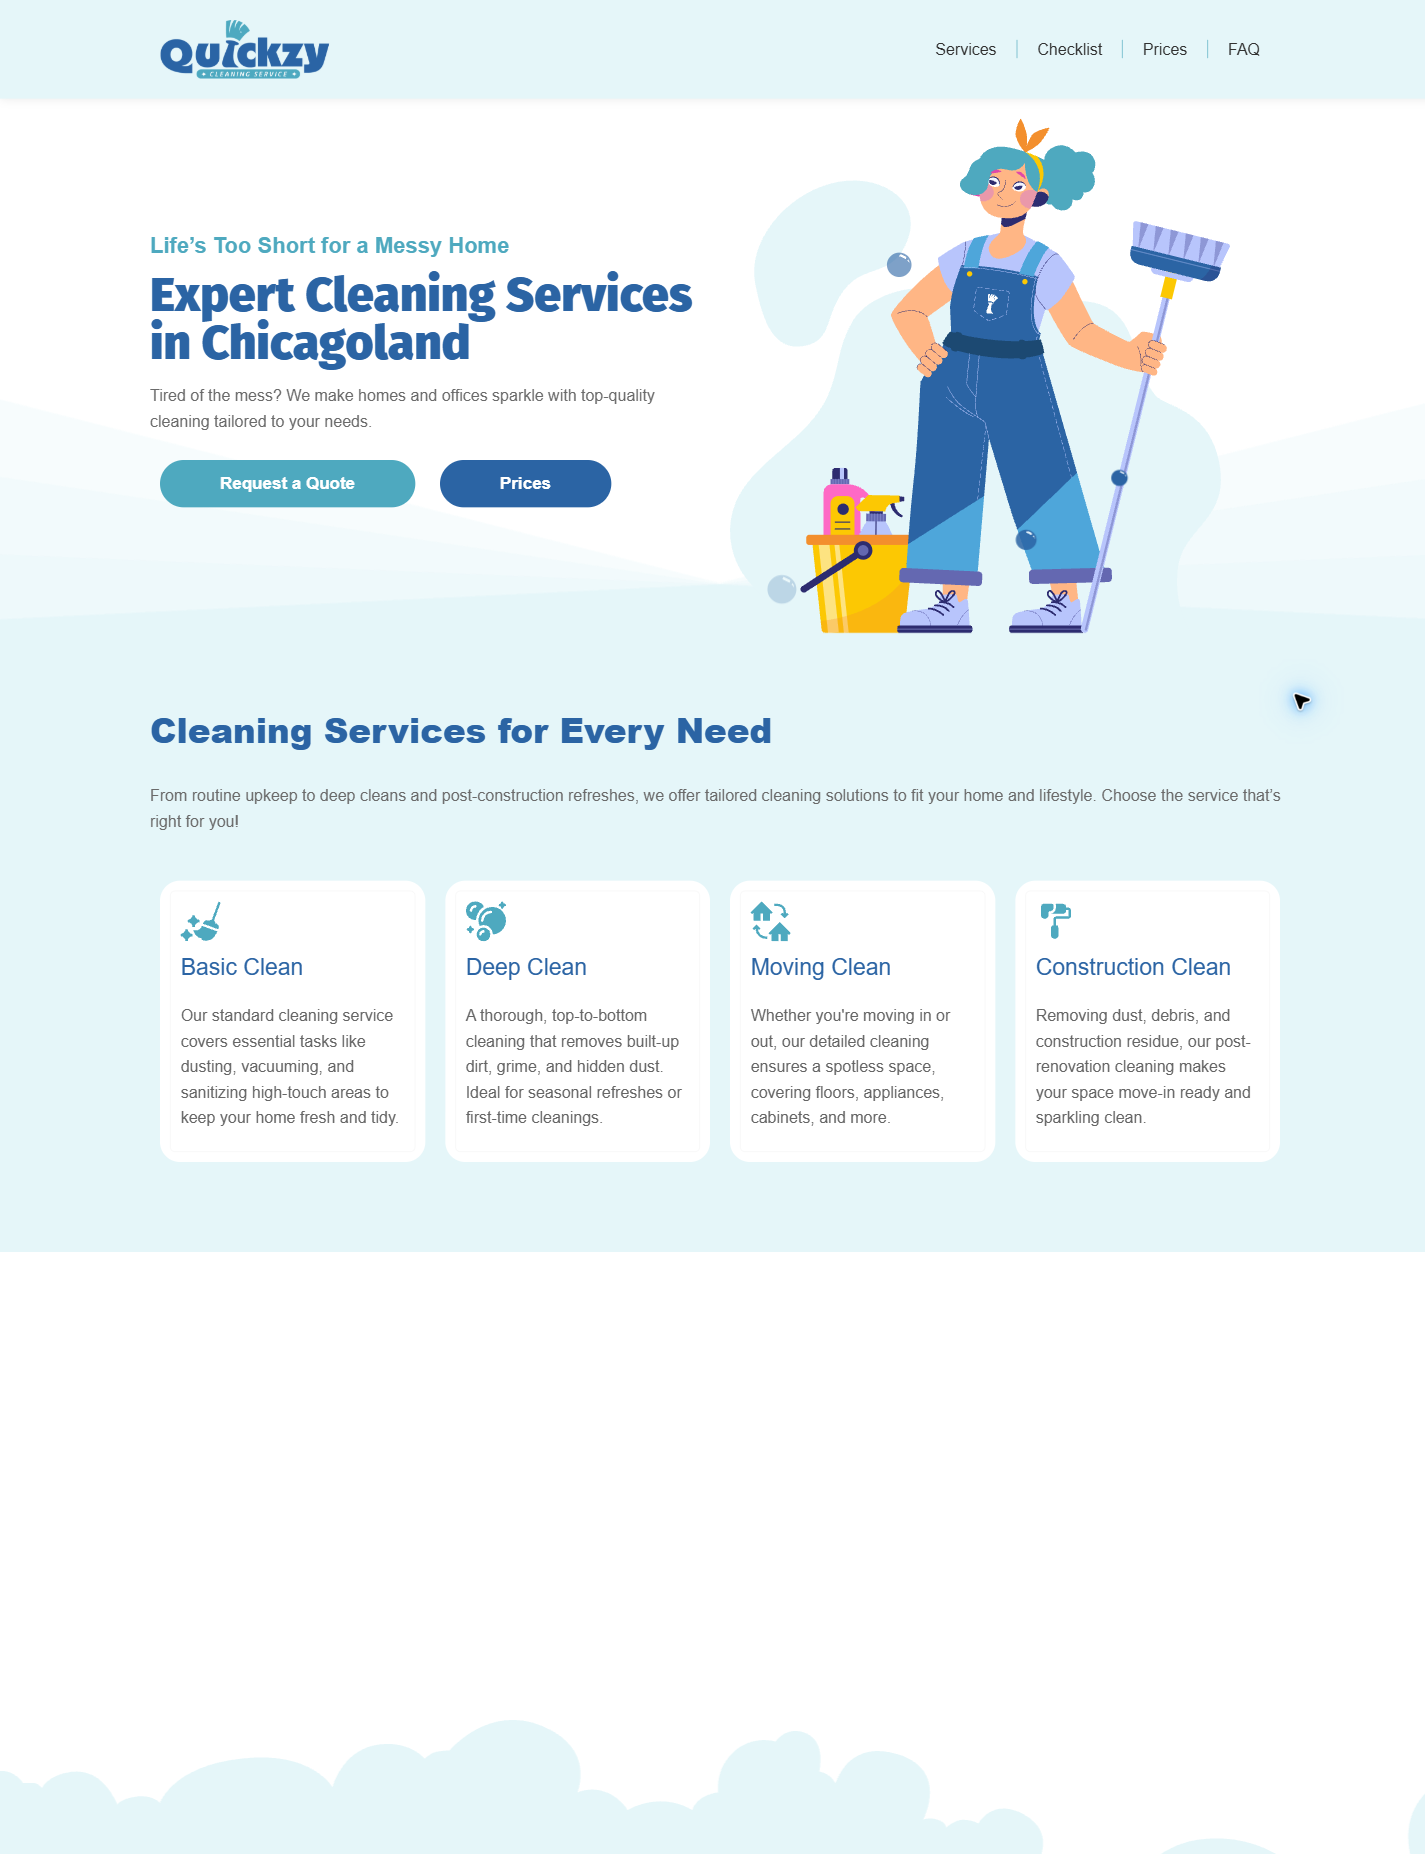 Quickzy
CLEANING SERVICE
Services
Checklist
Prices
FAQ
Life’s Too Short for a Messy Home
Expert Cleaning Services
in Chicagoland
Tired of the mess? We make homes and offices sparkle with top-quality
cleaning tailored to your needs.
Request a Quote
Prices
Cleaning Services for Every Need
From routine upkeep to deep cleans and post-construction refreshes, we offer tailored cleaning solutions to fit your home and lifestyle. Choose the service that’s
right for you!
Basic Clean
Our standard cleaning service
covers essential tasks like
dusting, vacuuming, and
sanitizing high-touch areas to
keep your home fresh and tidy.
Deep Clean
A thorough, top-to-bottom
cleaning that removes built-up
dirt, grime, and hidden dust.
Ideal for seasonal refreshes or
first-time cleanings.
Moving Clean
Whether you're moving in or
out, our detailed cleaning
ensures a spotless space,
covering floors, appliances,
cabinets, and more.
Construction Clean
Removing dust, debris, and
construction residue, our post-
renovation cleaning makes
your space move-in ready and
sparkling clean.